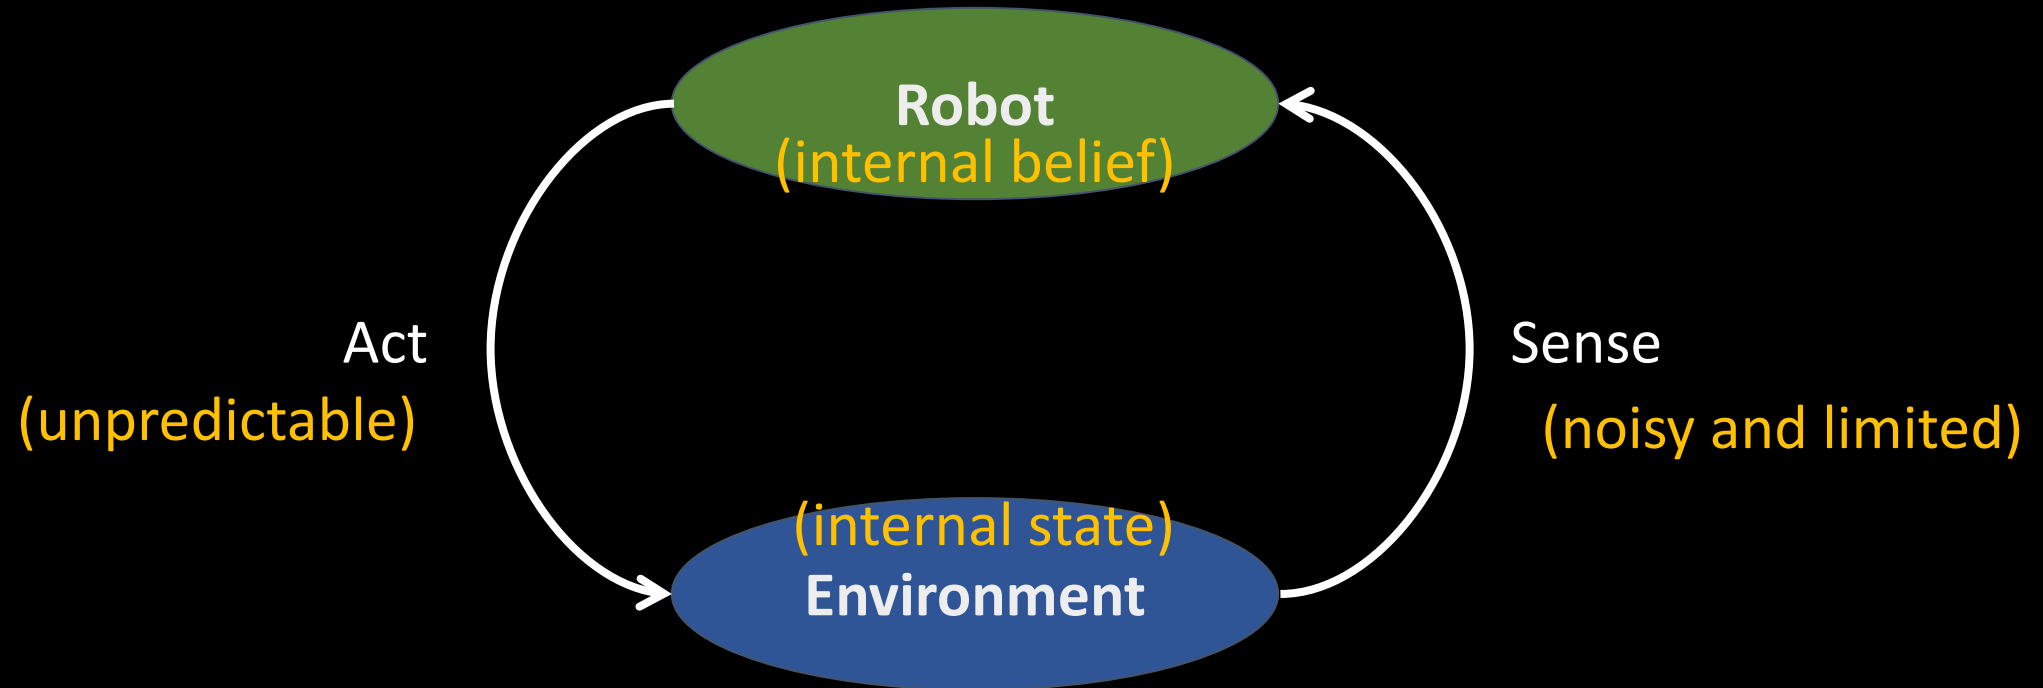 Robot
(internal belief)
Act
(unpredictable)
Sense
(noisy and limited)
(internal state)
Environment